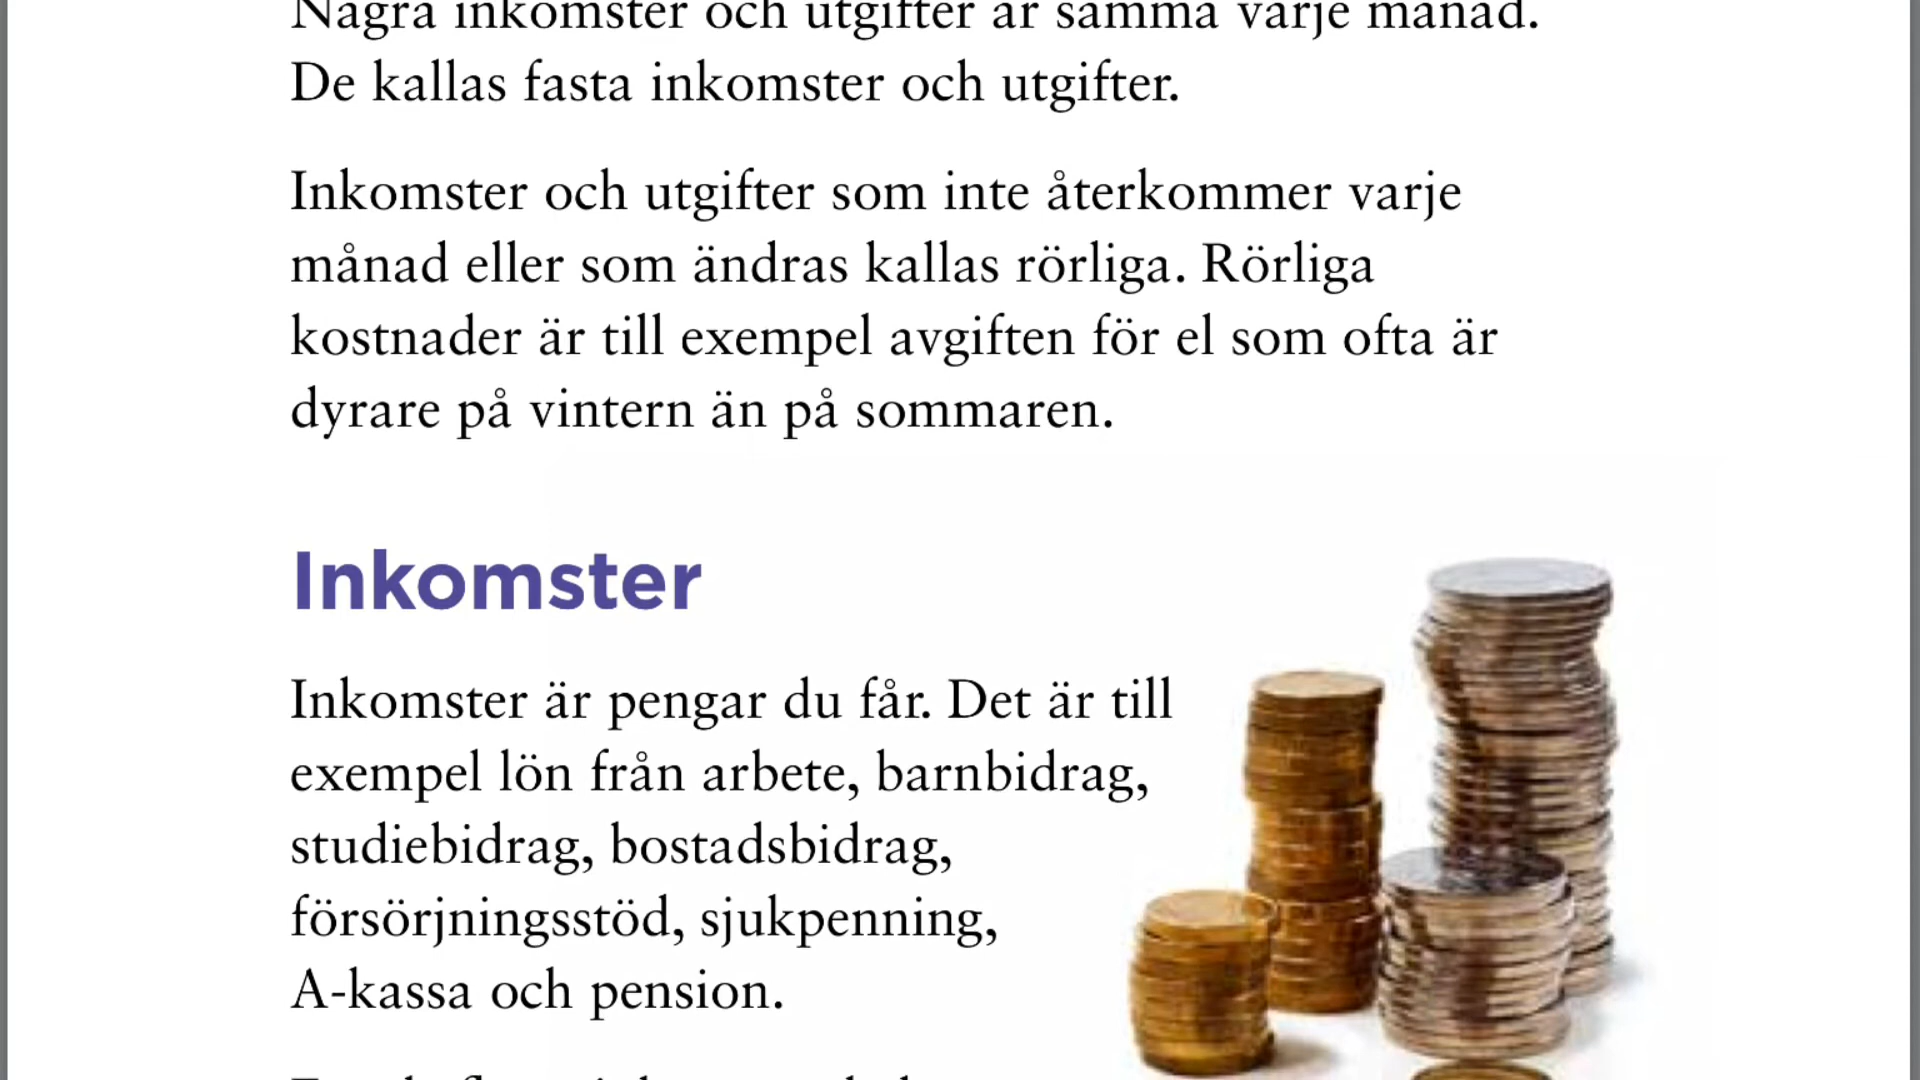 Några inkomster och utgifter är samma varje månad.
De kallas fasta inkomster och utgifter.
Inkomster och utgifter som inte återkommer varje
månad eller som ändras kallas rörliga. Rörliga
kostnader är till exempel avgiften för el som ofta är
dyrare på vintern än på sommaren.
Inkomster
Inkomster är pengar du får. Det är till
exempel lön från arbete, barnbidrag,
studiebidrag, bostadsbidrag,
försörjningsstöd, sjukpenning,
A-kassa och pension.